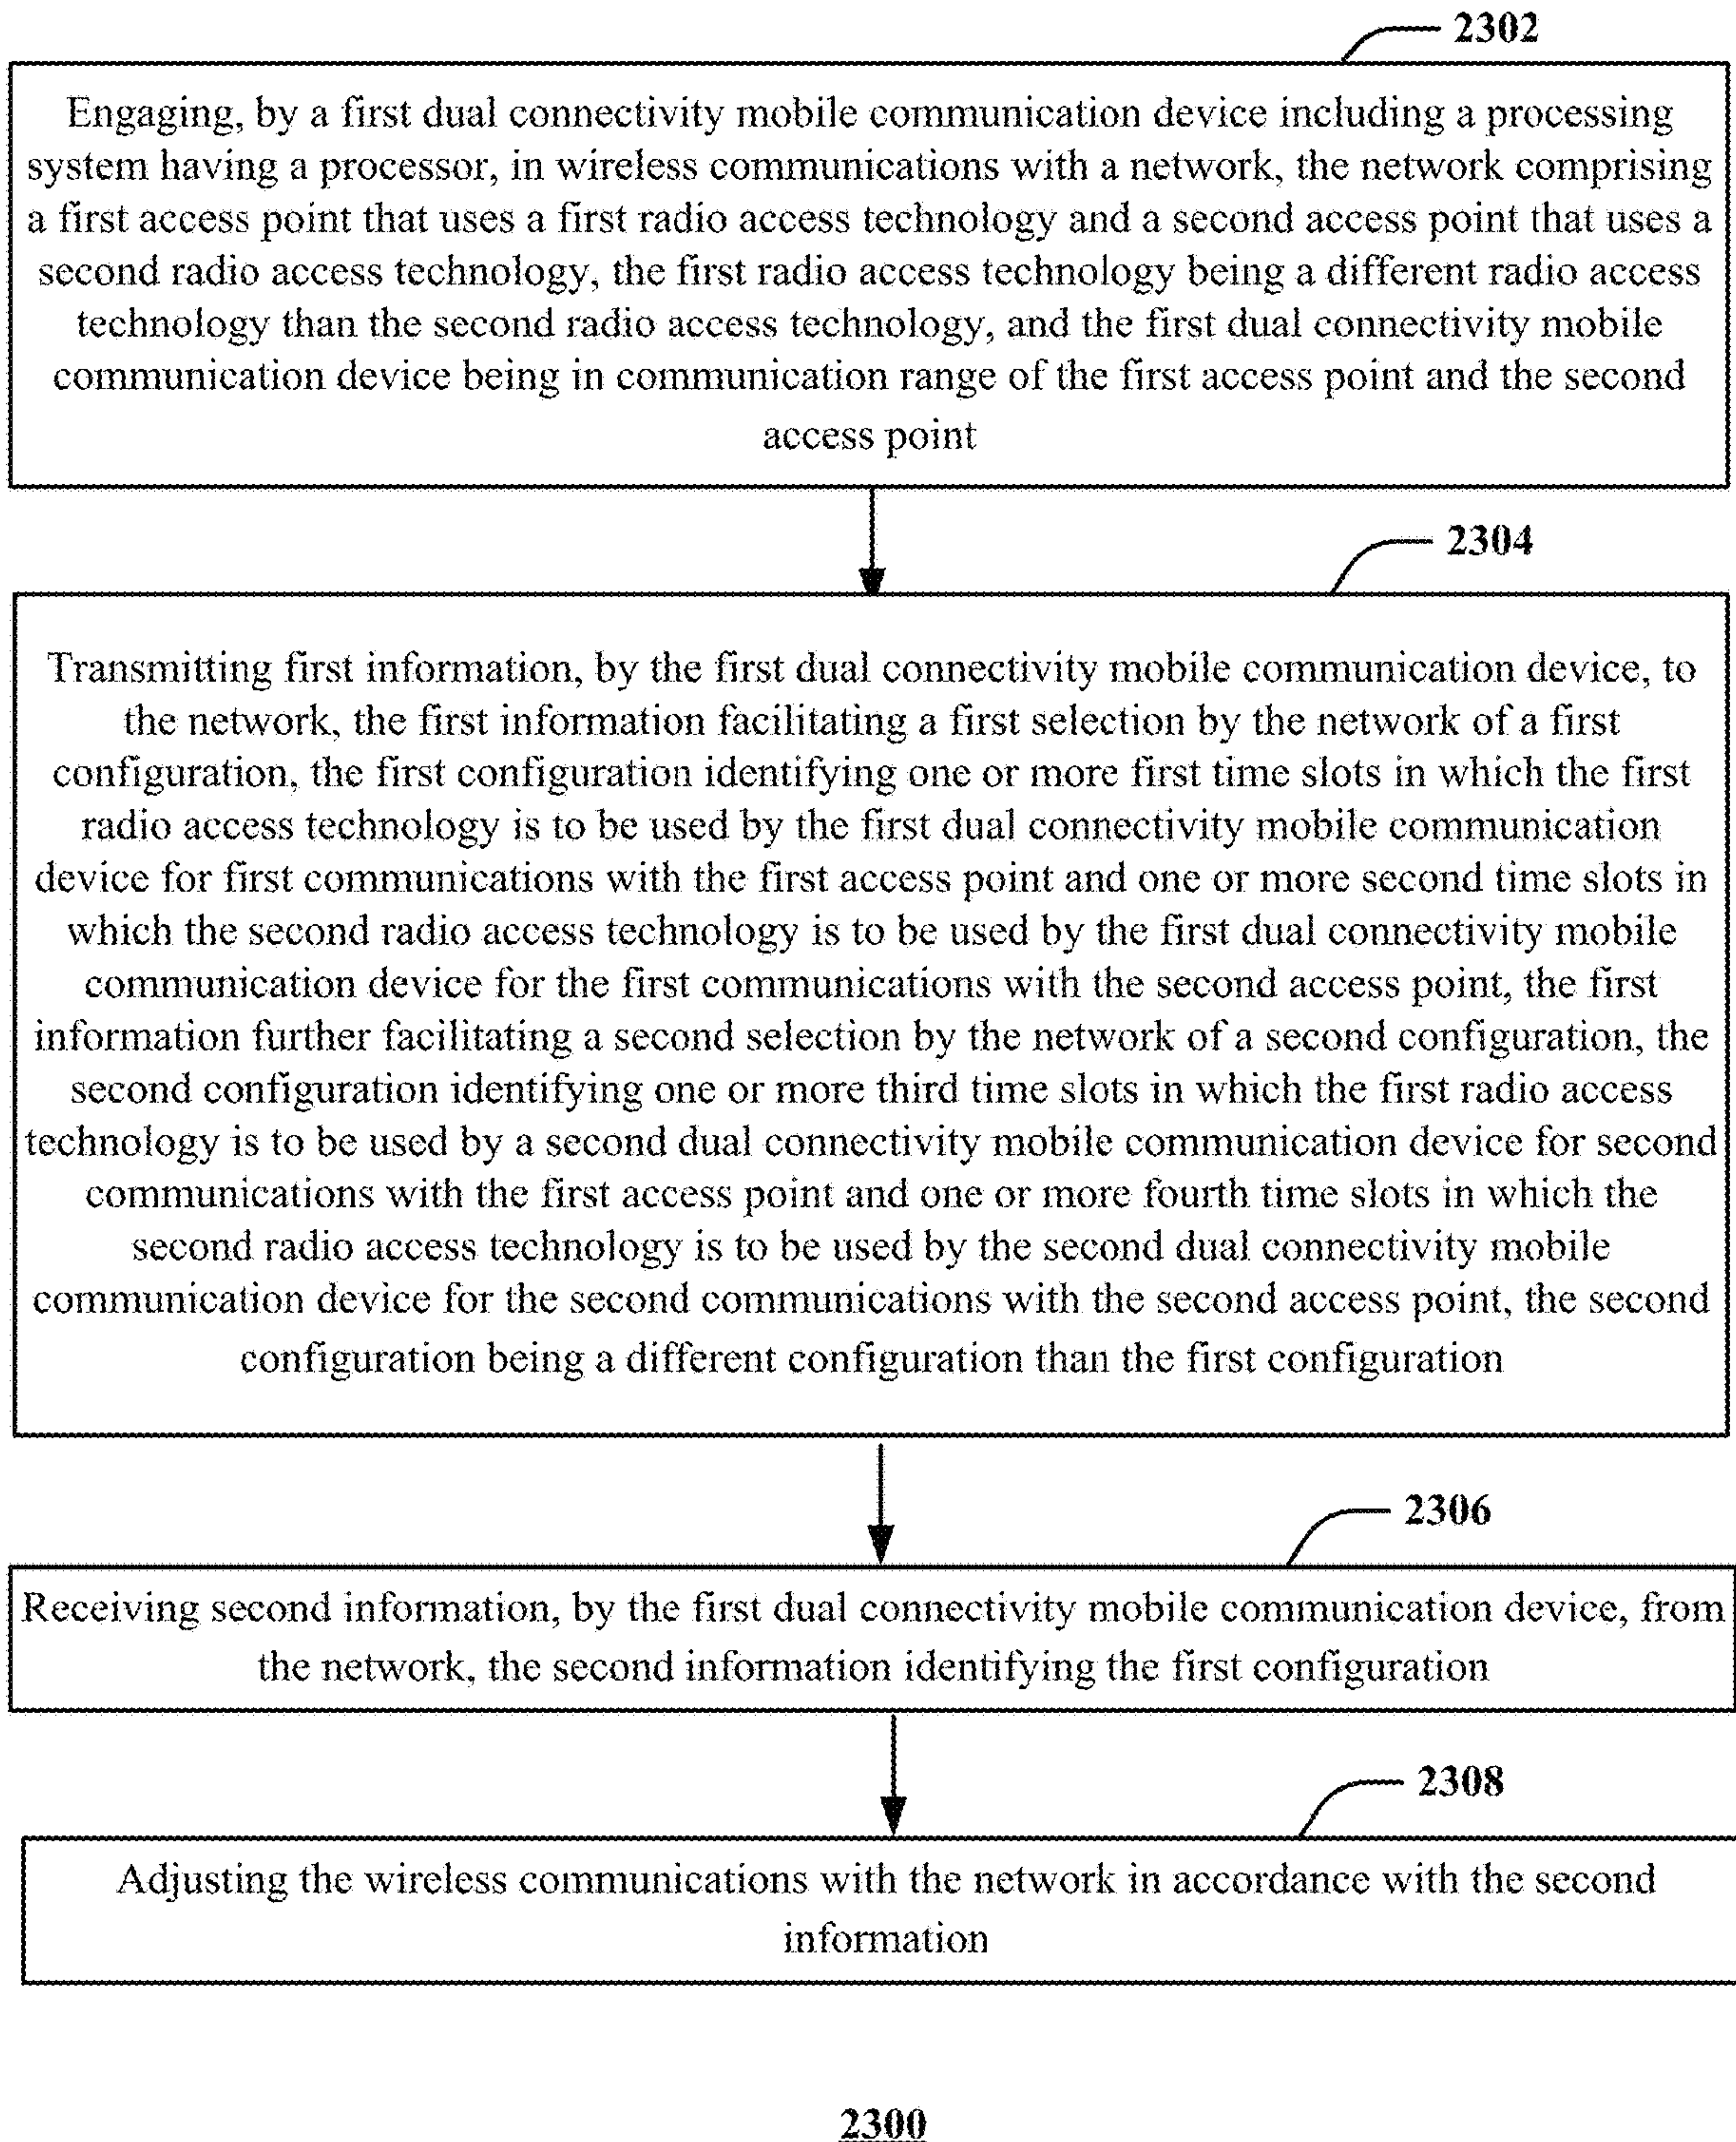 2302
Engaging, by a first dual connectivity mobile communication device including a processing
system having a processor, in wireless communications with a network, the network comprising
a first access point that uses a first radio access technology and a second access point that uses a
second radio access technology, the first radio access technology being a different radio access
technology than the second radio access technology, and the first dual connectivity mobile
communication device being in communication range of the first access point and the second
access point
2304
Transmitting first information, by the first dual connectivity mobile communication device, to
the network, the first information facilitating a first selection by the network of a first
configuration, the first configuration identifying one or more first time slots in which the first
radio access technology is to be used by the first dual connectivity mobile communication
device for first communications with the first access point and one or more second time slots in
which the second radio access technology is to be used by the first dual connectivity mobile
communication device for the first communications with the second access point, the first
information further facilitating a second selection by the network of a second configuration, the
second configuration identifying one or more third time slots in which the first radio access
technology is to be used by a second dual connectivity mobile communication device for second
communications with the first access point and one or more fourth time slots in which the
second radio access technology is to be used by the second dual connectivity mobile
communication device for the second communications with the second access point, the second
configuration being a different configuration than the first configuration
2306
Receiving second information, by the first dual connectivity mobile communication device, from
the network, the second information identifying the first configuration
2308
Adjusting the wireless communications with the network in accordance with the second
information
2300